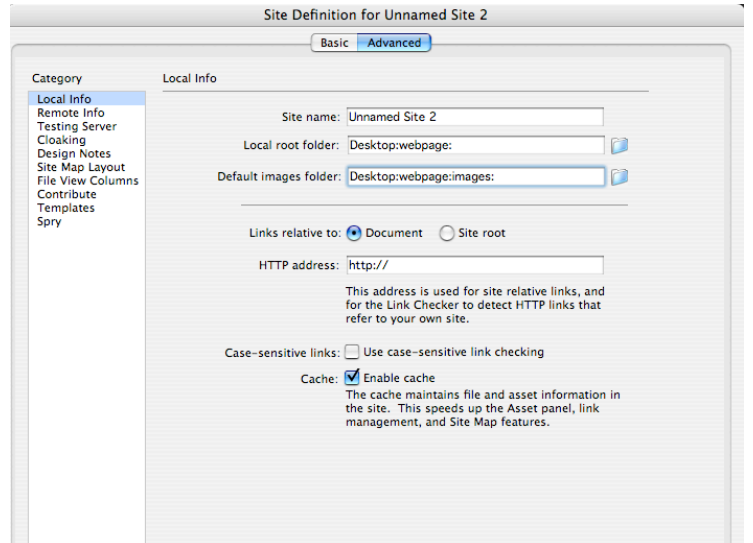 Site Definition for Unnamed Site 2
Basic Advanced
Category
Local Info
Remote Info
Testing Server
Cloaking
Design Notes
Site Map Layout
File View Columns
Contribute
Templates
Spry
Local Info
Site name: Unnamed Site 2
Local root folder: Desktop:webpage:
Default images folder: Desktop:webpage:images:
Links relative to: Document Site root
HTTP address: http://
This address is used for site relative links, and
for the Link Checker to detect HTTP links that
refer to your own site.
Case-sensitive links: Use case-sensitive link checking
Cache: Enable cache
The cache maintains file and asset information in
the site. This speeds up the Asset panel, link
management, and Site Map features.